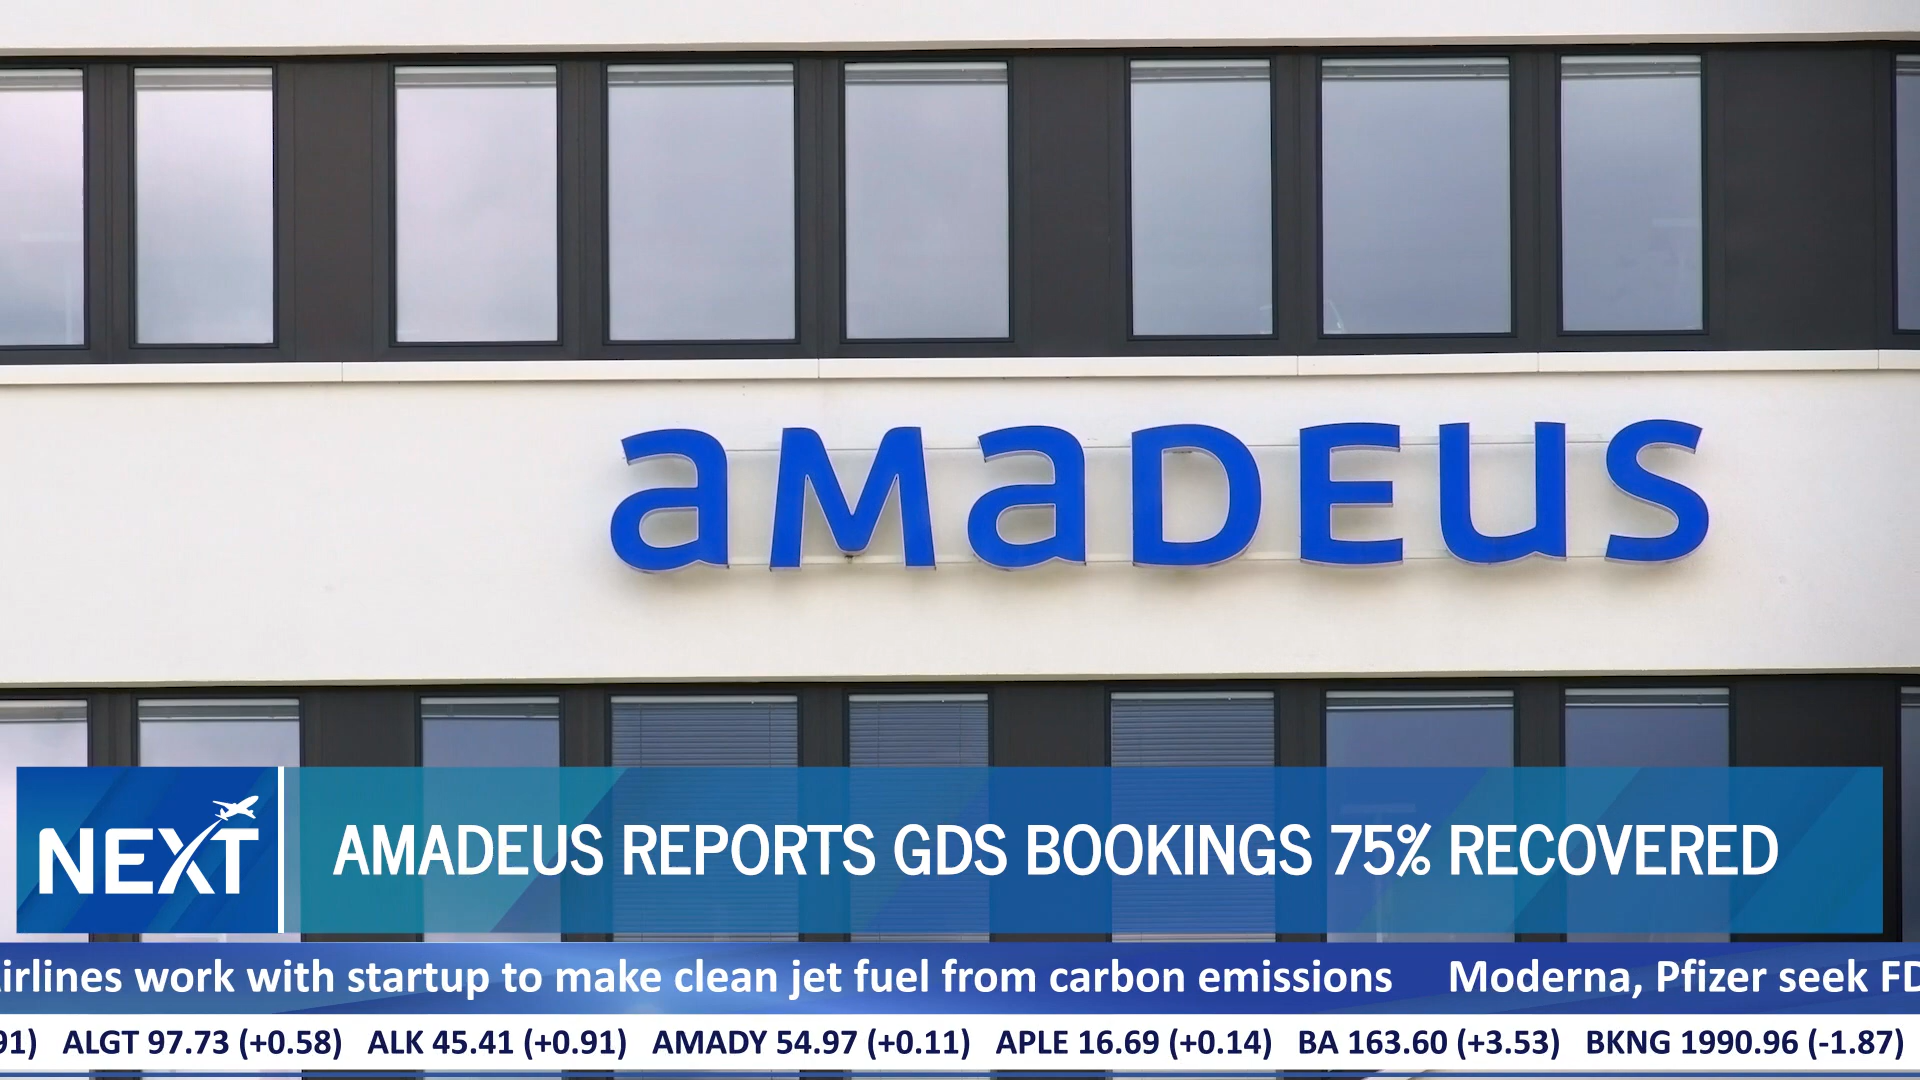 amadeus
NEXT
AMADEUS REPORTS GDS BOOKINGS 75% RECOVERED
irlines work with startup to make clean jet fuel from carbon emissions Moderna, Pfizer seek FD
91) ALGT 97.73 (+0.58) ALK 45.41 (+0.91) AMADY 54.97 (+0.11) APLE 16.69 (+0.14) BA 163.60 (+3.53) BKNG 1990.96 (-1.87)